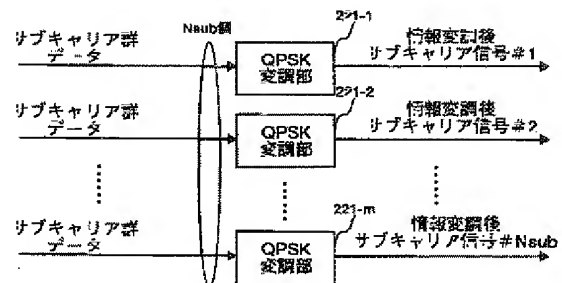 Nsub個
221-1
サブキャリア群
データ
QPSK
変調部
情報変調後
サブキャリア信号#1
221-2
サブキャリア群
データ
QPSK
変調部
情報変調後
サブキャリア信号#2
221-m
サブキャリア群
データ
QPSK
変調部
情報変調後
サブキャリア信号#Nsub